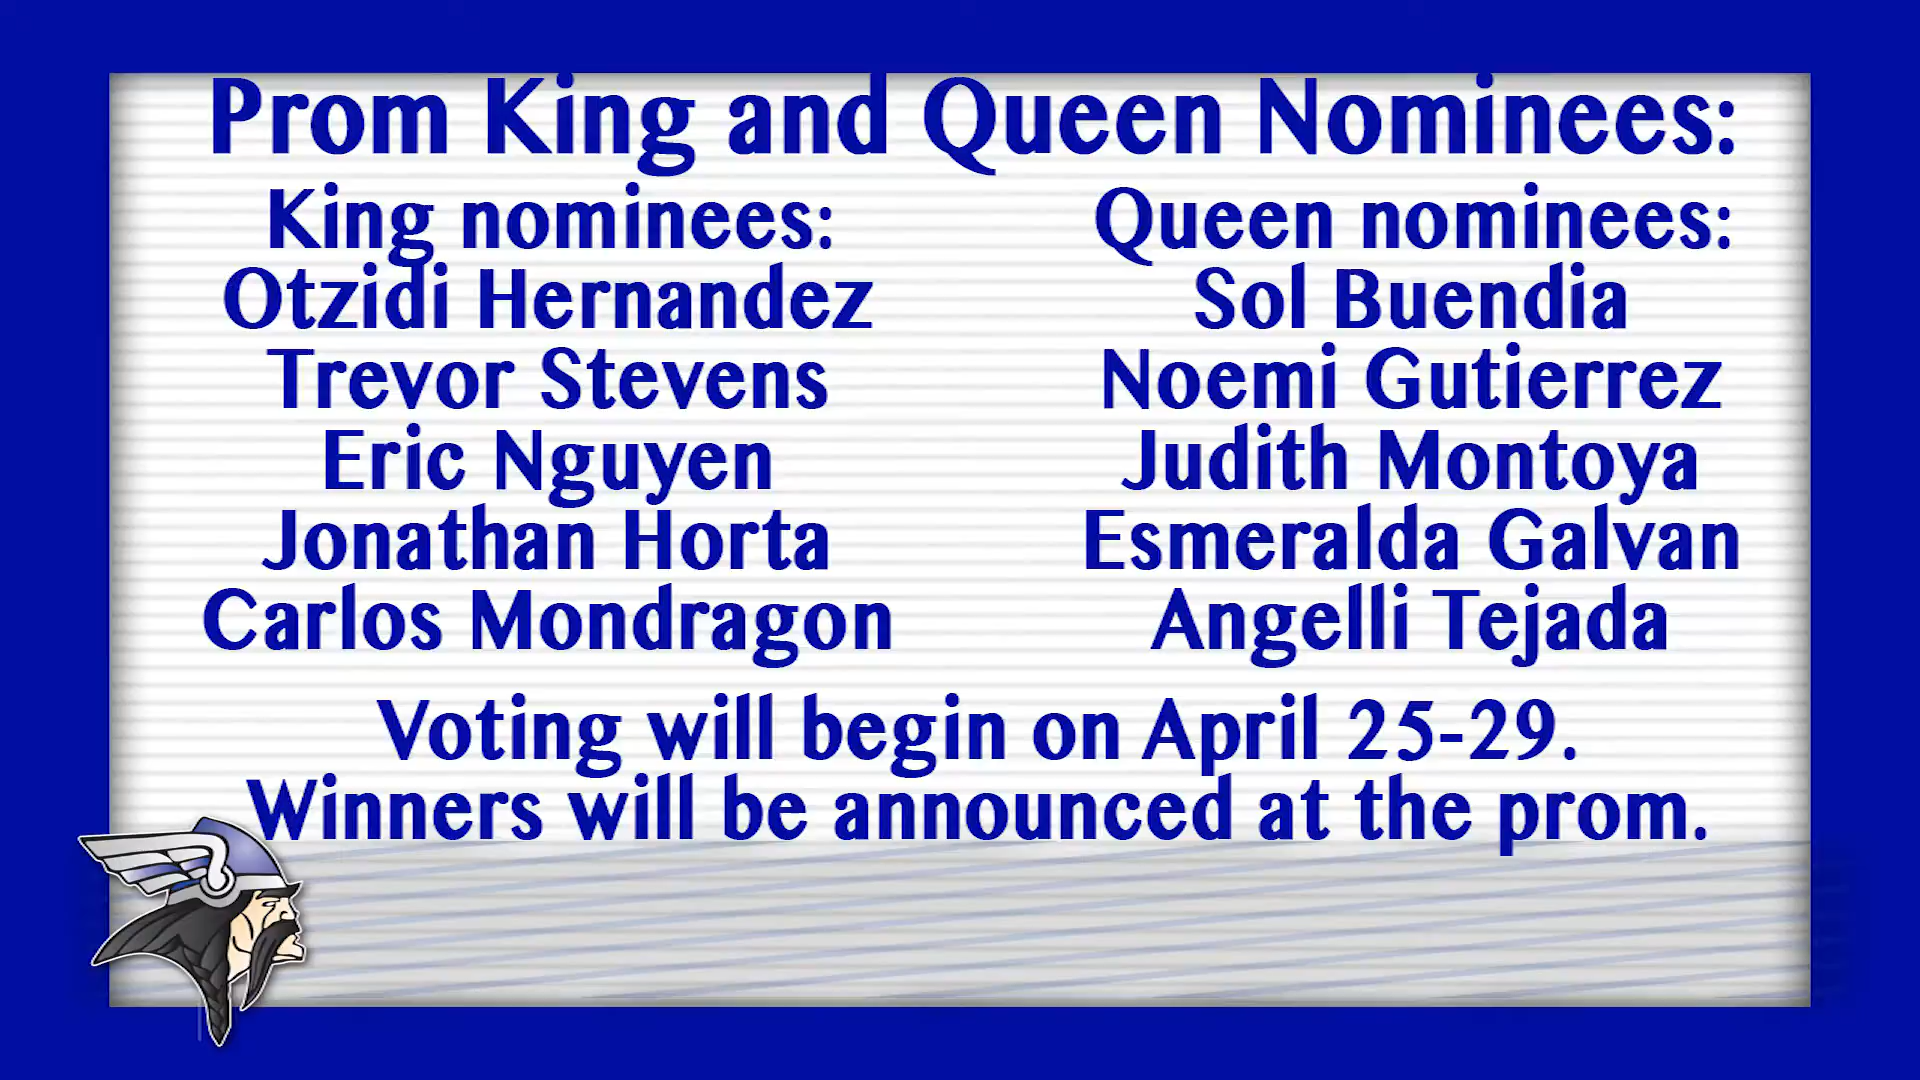 Prom King and Queen Nominees:
King nominees:
Otzidi Hernandez
Trevor Stevens
Eric Nguyen
Jonathan Horta
Carlos Mondragon
Queen nominees:
Sol Buendia
Noemi Gutierrez
Judith Montoya
Esmeralda Galvan
Angelli Tejada
Voting will begin on April 25-29.
Winners will be announced at the prom.